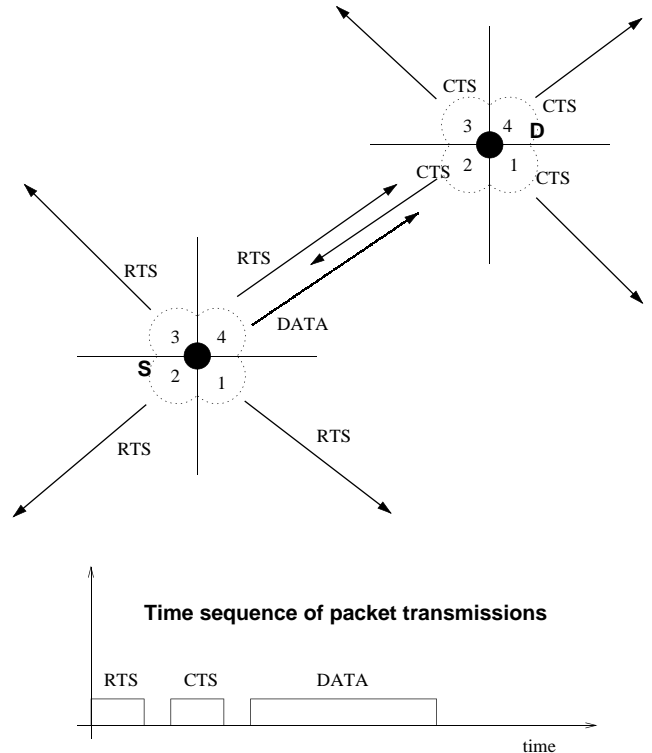 CTS
CTS
3
4
D
2
1
CTS
CTS
RTS
RTS
DATA
3
4
S
2
1
RTS
RTS
Time sequence of packet transmissions
RTS CTS DATA
time